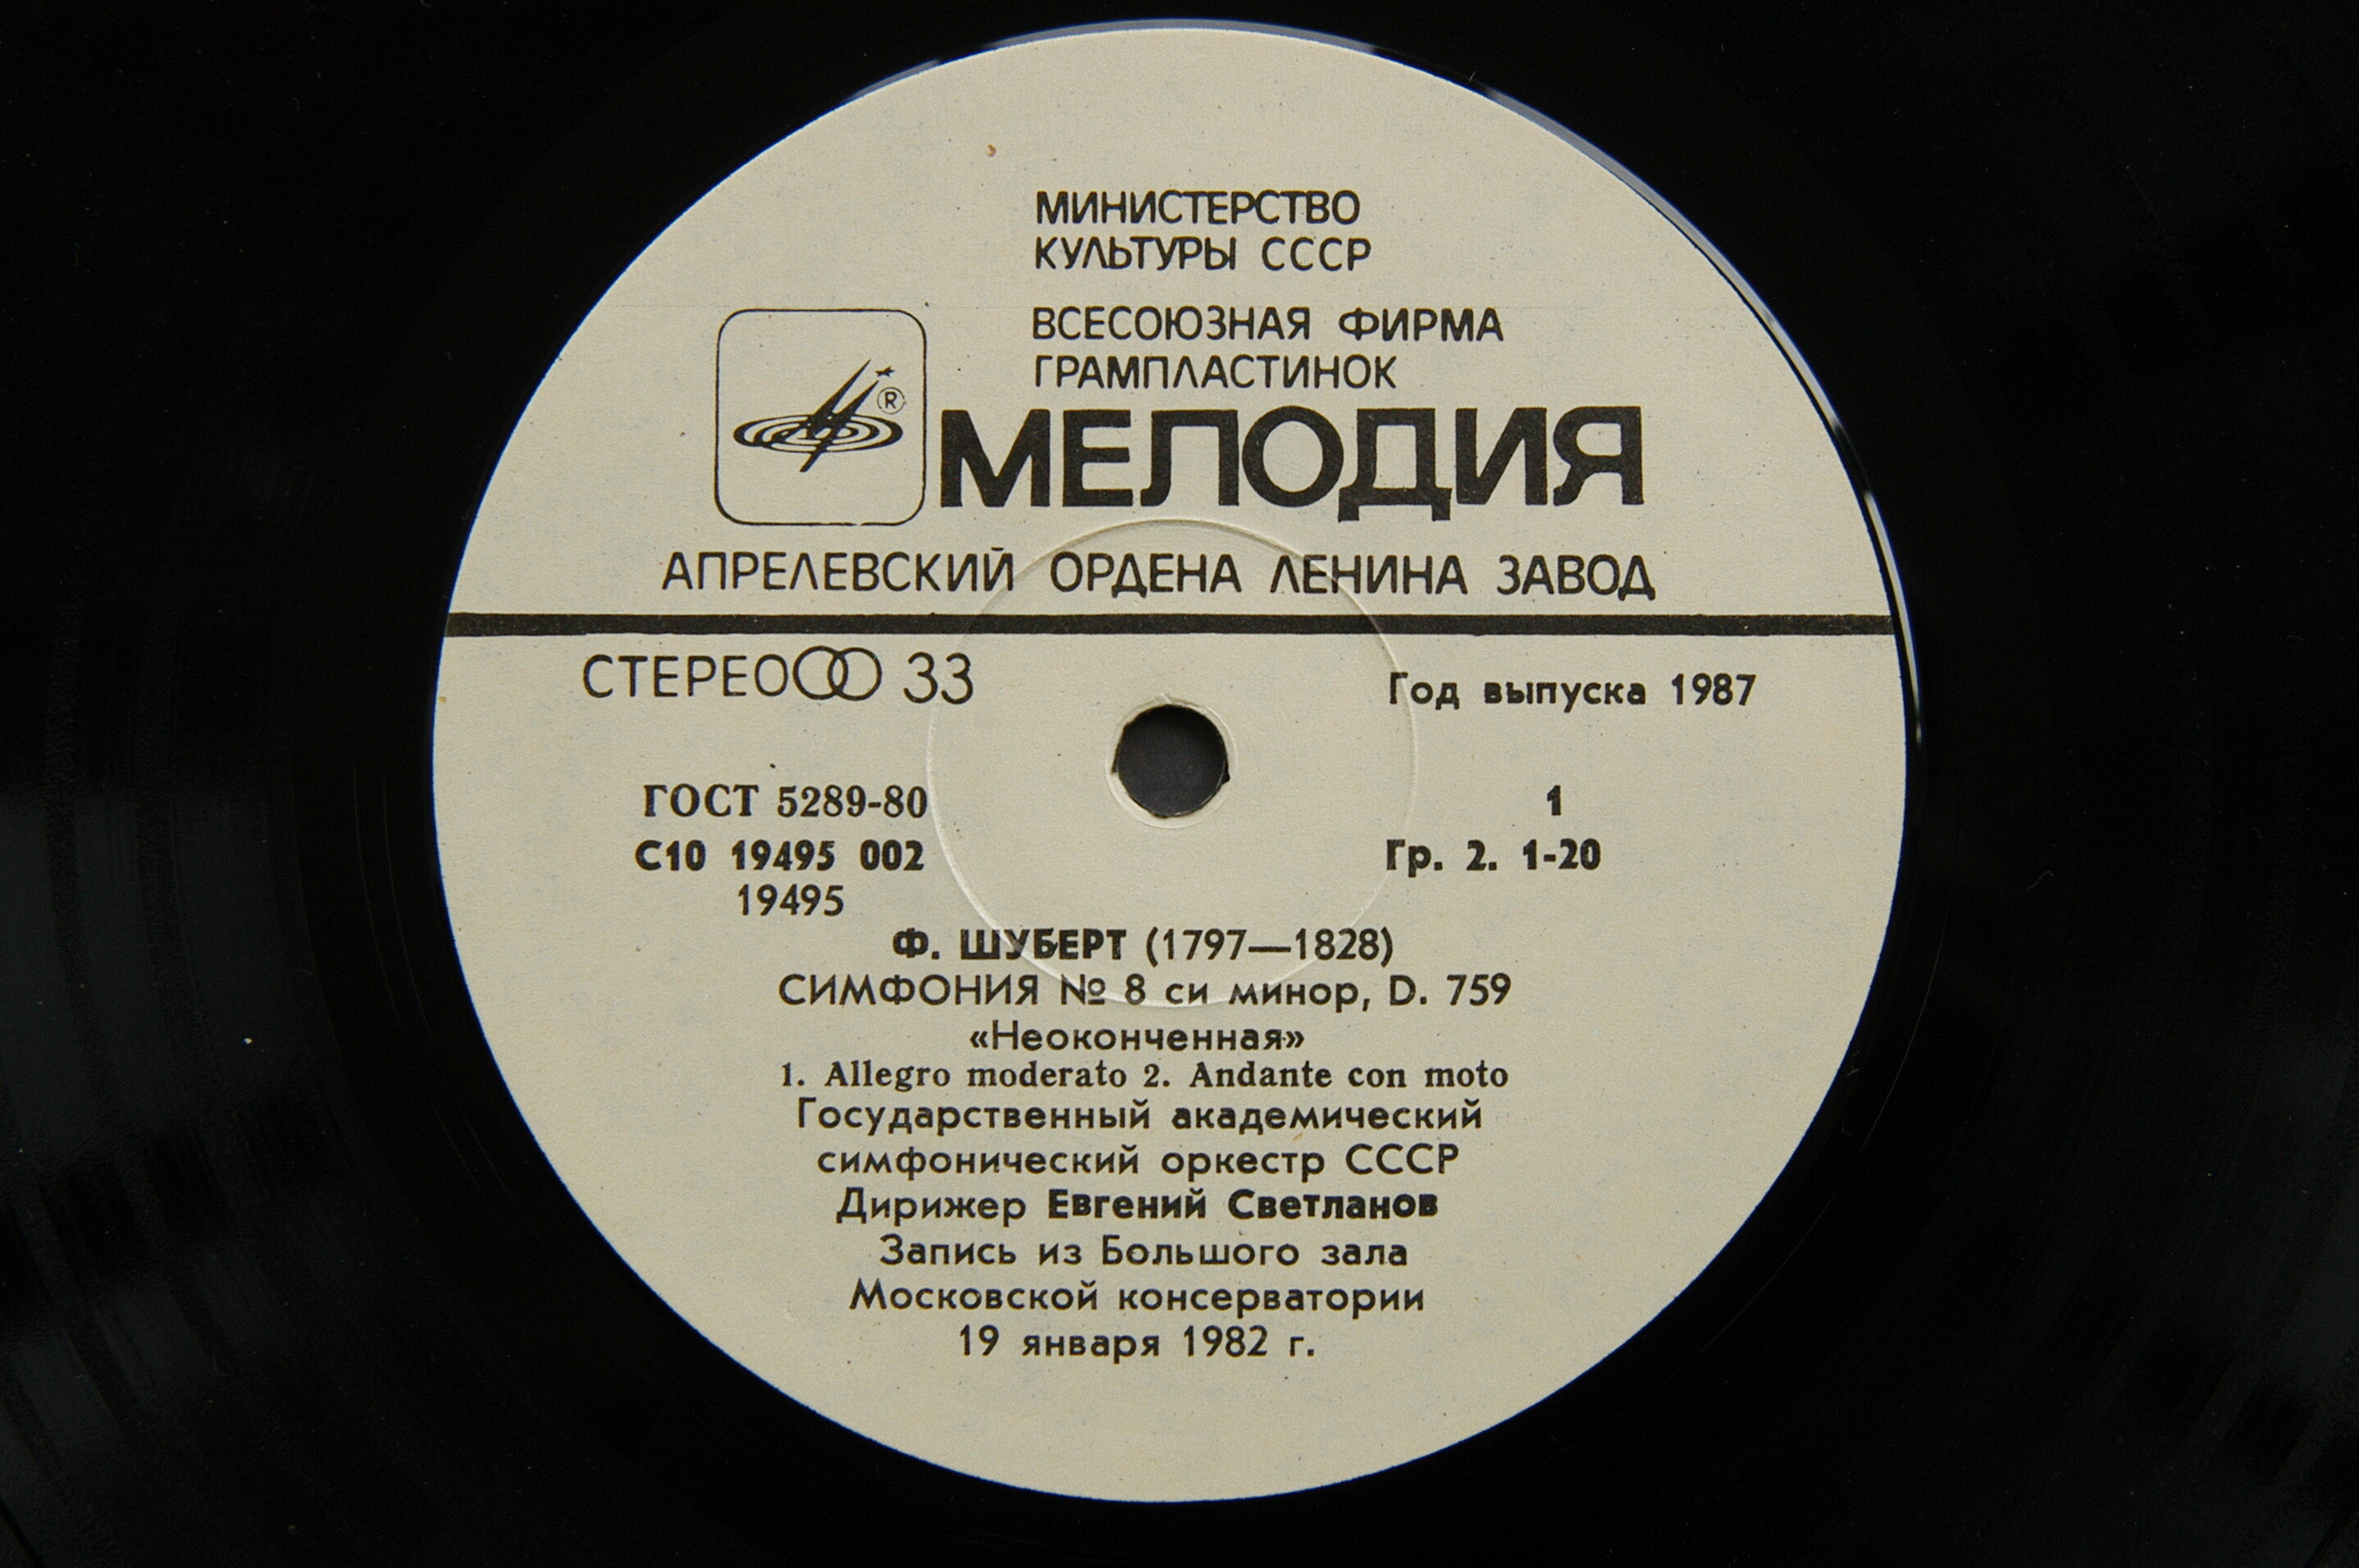 МИНИСТЕРСТВО
КУЛЬТУРЫ СССР
ВСЕСОЮЗНАЯ ФИРМА
ГРАМПЛАСТИНОК
®
МЕЛОДИЯ
АПРЕЛЕВСКИЙ ОРДЕНА ЛЕНИНА ЗАВОД
СТЕРЕО 33
Год выпуска 1987
ГОСТ 5289-80
1
С10 19495 002
Гр. 2. 1-20
19495
Ф. ШУБЕРТ (1797—1828)
СИМФОНИЯ № 8 си минор, D. 759
«Неоконченная»
1. Allegro moderato 2. Andante con moto
Государственный академический
симфонический оркестр СССР
Дирижер Евгений Светланов
Запись из Большого зала
Московской консерватории
19 января 1982 г.